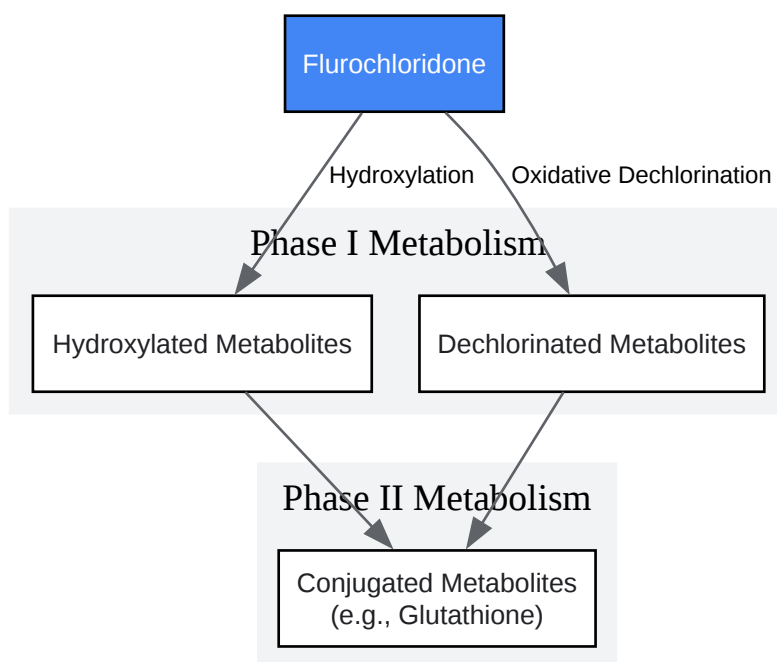 Flurochloridone
Hydroxylation
Oxidative Dechlorination
Phase I Metabolism
Hydroxylated Metabolites
Dechlorinated Metabolites
Phase II Metabolism
Conjugated Metabolites
(e.g., Glutathione)